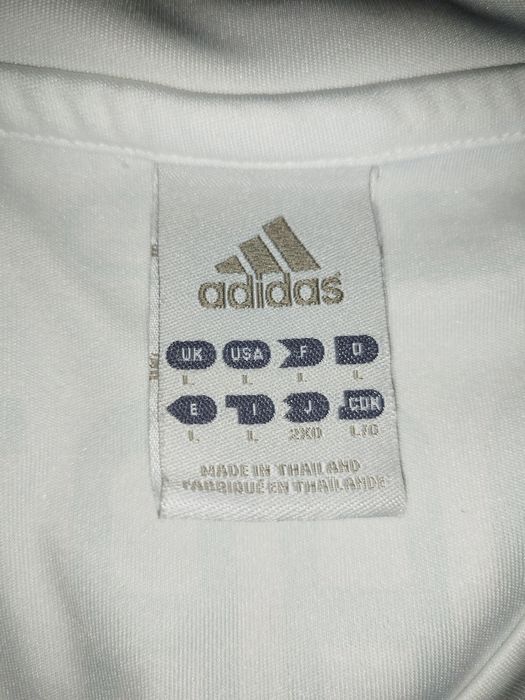 adidas
UK USA F D
L L L L
E I J CDN
L L 2XO L/G
MADE IN THAILAND
FABRIQUÉ EN THAILANDE